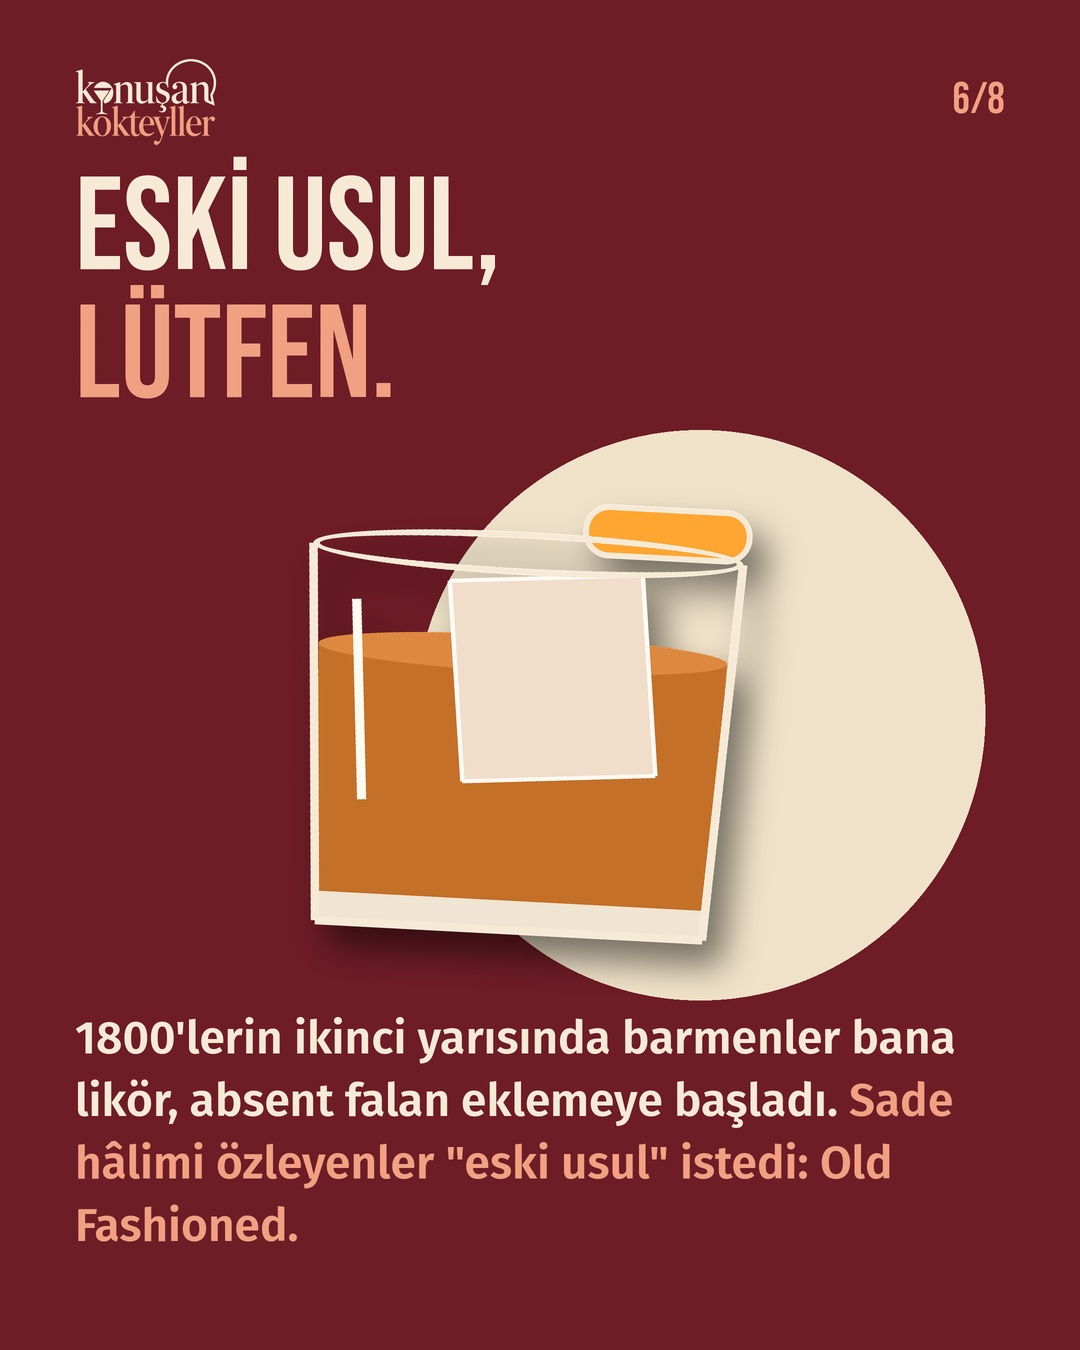 konuşan
kokteyller
6/8
ESKİ USUL,
LÜTFEN.
1800'lerin ikinci yarısında barmenler bana
likör, absent falan eklemeye başladı. Sade
hâlimi özleyenler "eski usul" istedi: Old
Fashioned.